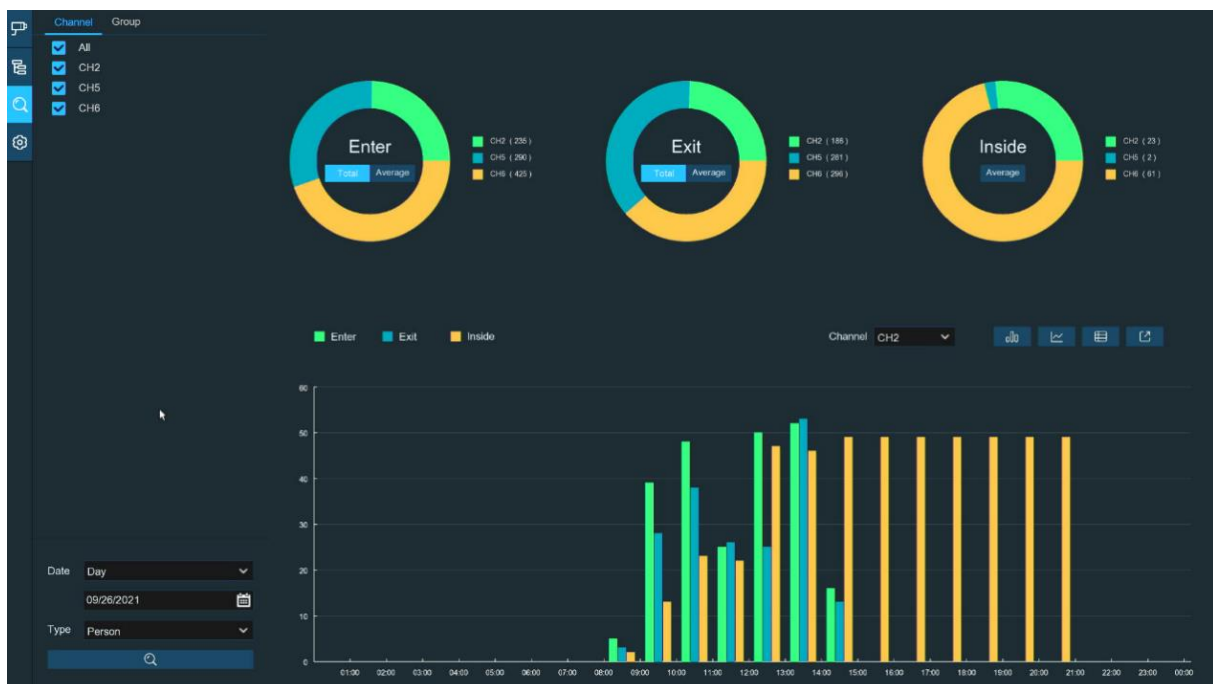 Channel Group
All
CH2
CH5
CH6
Enter
Total Average
CH2 ( 235 )
CH5 ( 290 )
CH6 ( 425 )
Exit
Total Average
CH2 ( 185 )
CH5 ( 281 )
CH6 ( 296 )
Inside
Average
CH2 ( 23 )
CH5 ( 2 )
CH6 ( 61 )
Enter Exit Inside
Channel CH2
60
50
40
30
20
10
0
01:00 02:00 03:00 04:00 05:00 06:00 07:00 08:00 09:00 10:00 11:00 12:00 13:00 14:00 15:00 16:00 17:00 18:00 19:00 20:00 21:00 22:00 23:00 00:00
Date Day
09/26/2021
Type Person